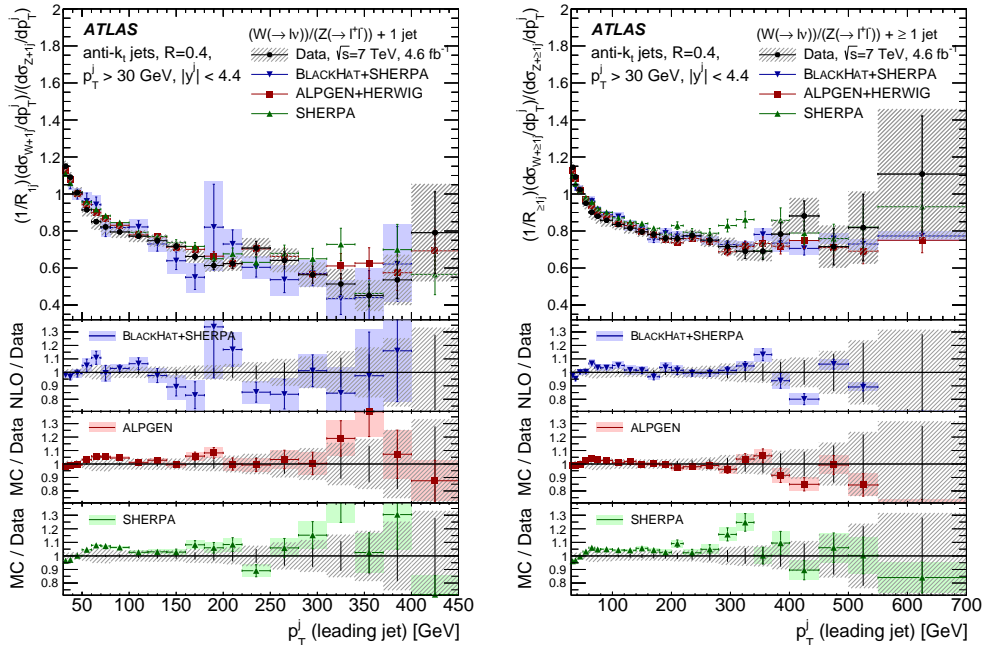 ATLAS
anti-k_t jets, R=0.4,
p_T^j > 30 GeV, |y^j| < 4.4
(W(→ lν))/(Z(→ l⁺l⁻)) + 1 jet
Data, √s=7 TeV, 4.6 fb⁻¹
BLACKHAT+SHERPA
ALPGEN+HERWIG
SHERPA
(1/R_1j)(dσ_W+1j/dp_T^j)/(dσ_Z+1j/dp_T^j)
2
1.8
1.6
1.4
1.2
1
0.8
0.6
0.4
BLACKHAT+SHERPA
NLO / Data
1.3
1.2
1.1
1
0.9
0.8
ALPGEN
MC / Data
1.3
1.2
1.1
1
0.9
0.8
SHERPA
MC / Data
1.3
1.2
1.1
1
0.9
0.8
50 100 150 200 250 300 350 400 450
p_T^j (leading jet) [GeV]
ATLAS
anti-k_t jets, R=0.4,
p_T^j > 30 GeV, |y^j| < 4.4
(W(→ lν))/(Z(→ l⁺l⁻)) + ≥ 1 jet
Data, √s=7 TeV, 4.6 fb⁻¹
BLACKHAT+SHERPA
ALPGEN+HERWIG
SHERPA
(1/R_≥1j)(dσ_W+≥1j/dp_T^j)/(dσ_Z+≥1j/dp_T^j)
2
1.8
1.6
1.4
1.2
1
0.8
0.6
0.4
BLACKHAT+SHERPA
NLO / Data
1.3
1.2
1.1
1
0.9
0.8
ALPGEN
MC / Data
1.3
1.2
1.1
1
0.9
0.8
SHERPA
MC / Data
1.3
1.2
1.1
1
0.9
0.8
100 200 300 400 500 600 700
p_T^j (leading jet) [GeV]